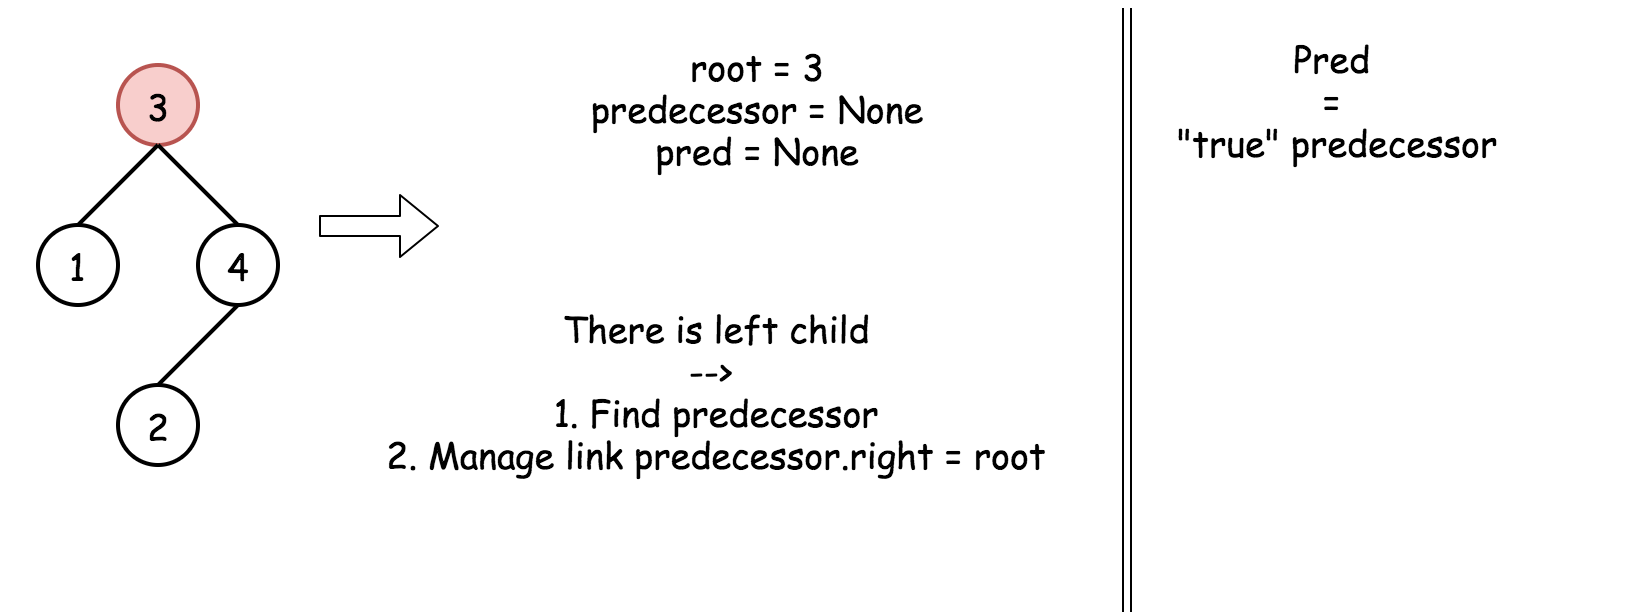 3
1
4
2
root = 3
predecessor = None
pred = None
There is left child
-->
1. Find predecessor
2. Manage link predecessor.right = root
Pred
=
"true" predecessor